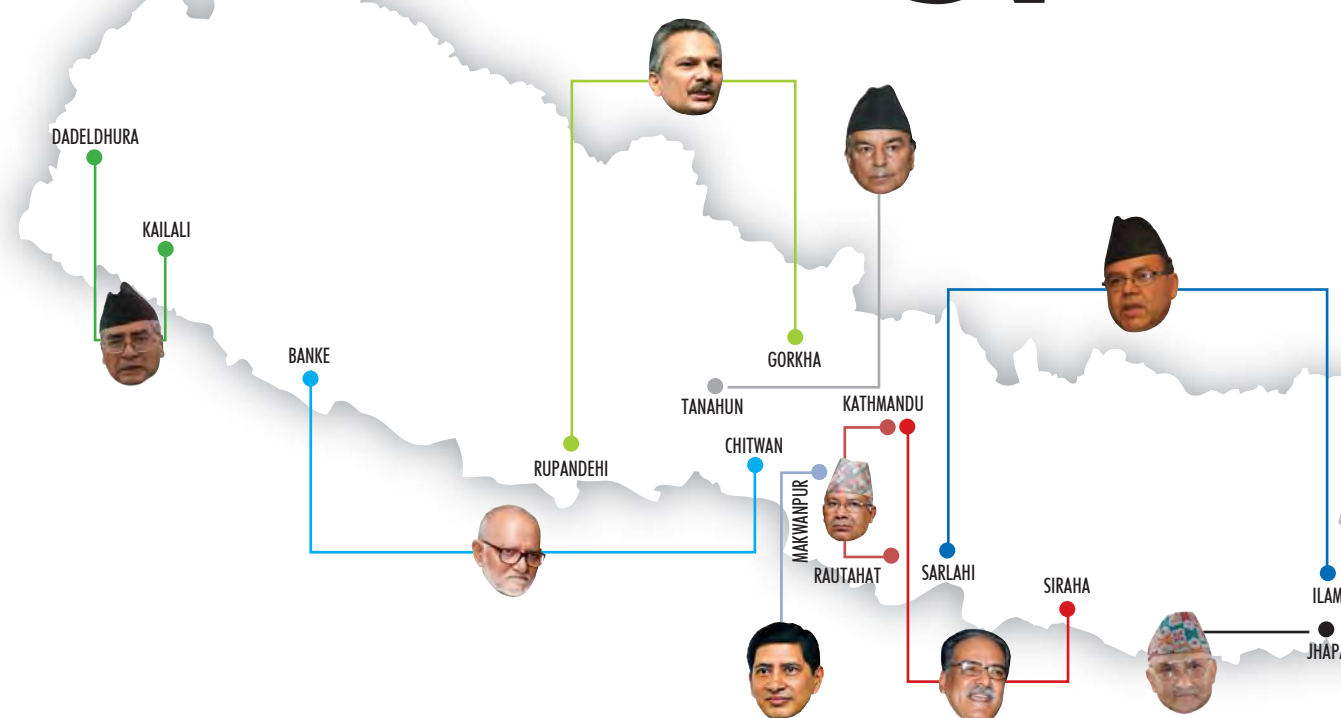 DADELDHURA
KAILALI
BANKE
GORKHA
TANAHUN
KATHMANDU
CHITWAN
RUPANDEHI
MAKWANPUR
RAUTAHAT
SARLAHI
SIRAHA
ILAM
JHAPA